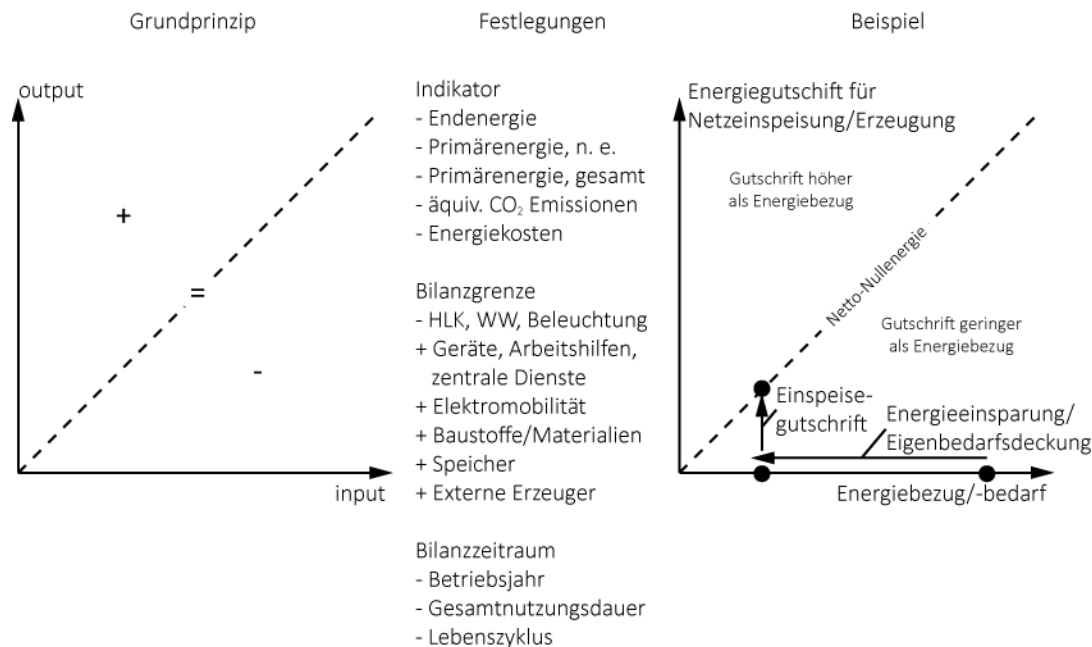 Grundprinzip
output
+
=
-
input
Festlegungen
Indikator
- Endenergie
- Primärenergie, n. e.
- Primärenergie, gesamt
- äquiv. CO₂ Emissionen
- Energiekosten
Bilanzgrenze
- HLK, WW, Beleuchtung
+ Geräte, Arbeitshilfen,
zentrale Dienste
+ Elektromobilität
+ Baustoffe/Materialien
+ Speicher
+ Externe Erzeuger
Bilanzzeitraum
- Betriebsjahr
- Gesamtnutzungsdauer
- Lebenszyklus
Beispiel
Energiegutschift für
Netzeinspeisung/Erzeugung
Gutschrift höher
als Energiebezug
Netto-Nullenergie
Gutschrift geringer
als Energiebezug
Einspeise-
gutschrift
Energieeinsparung/
Eigenbedarfsdeckung
Energiebezug/-bedarf